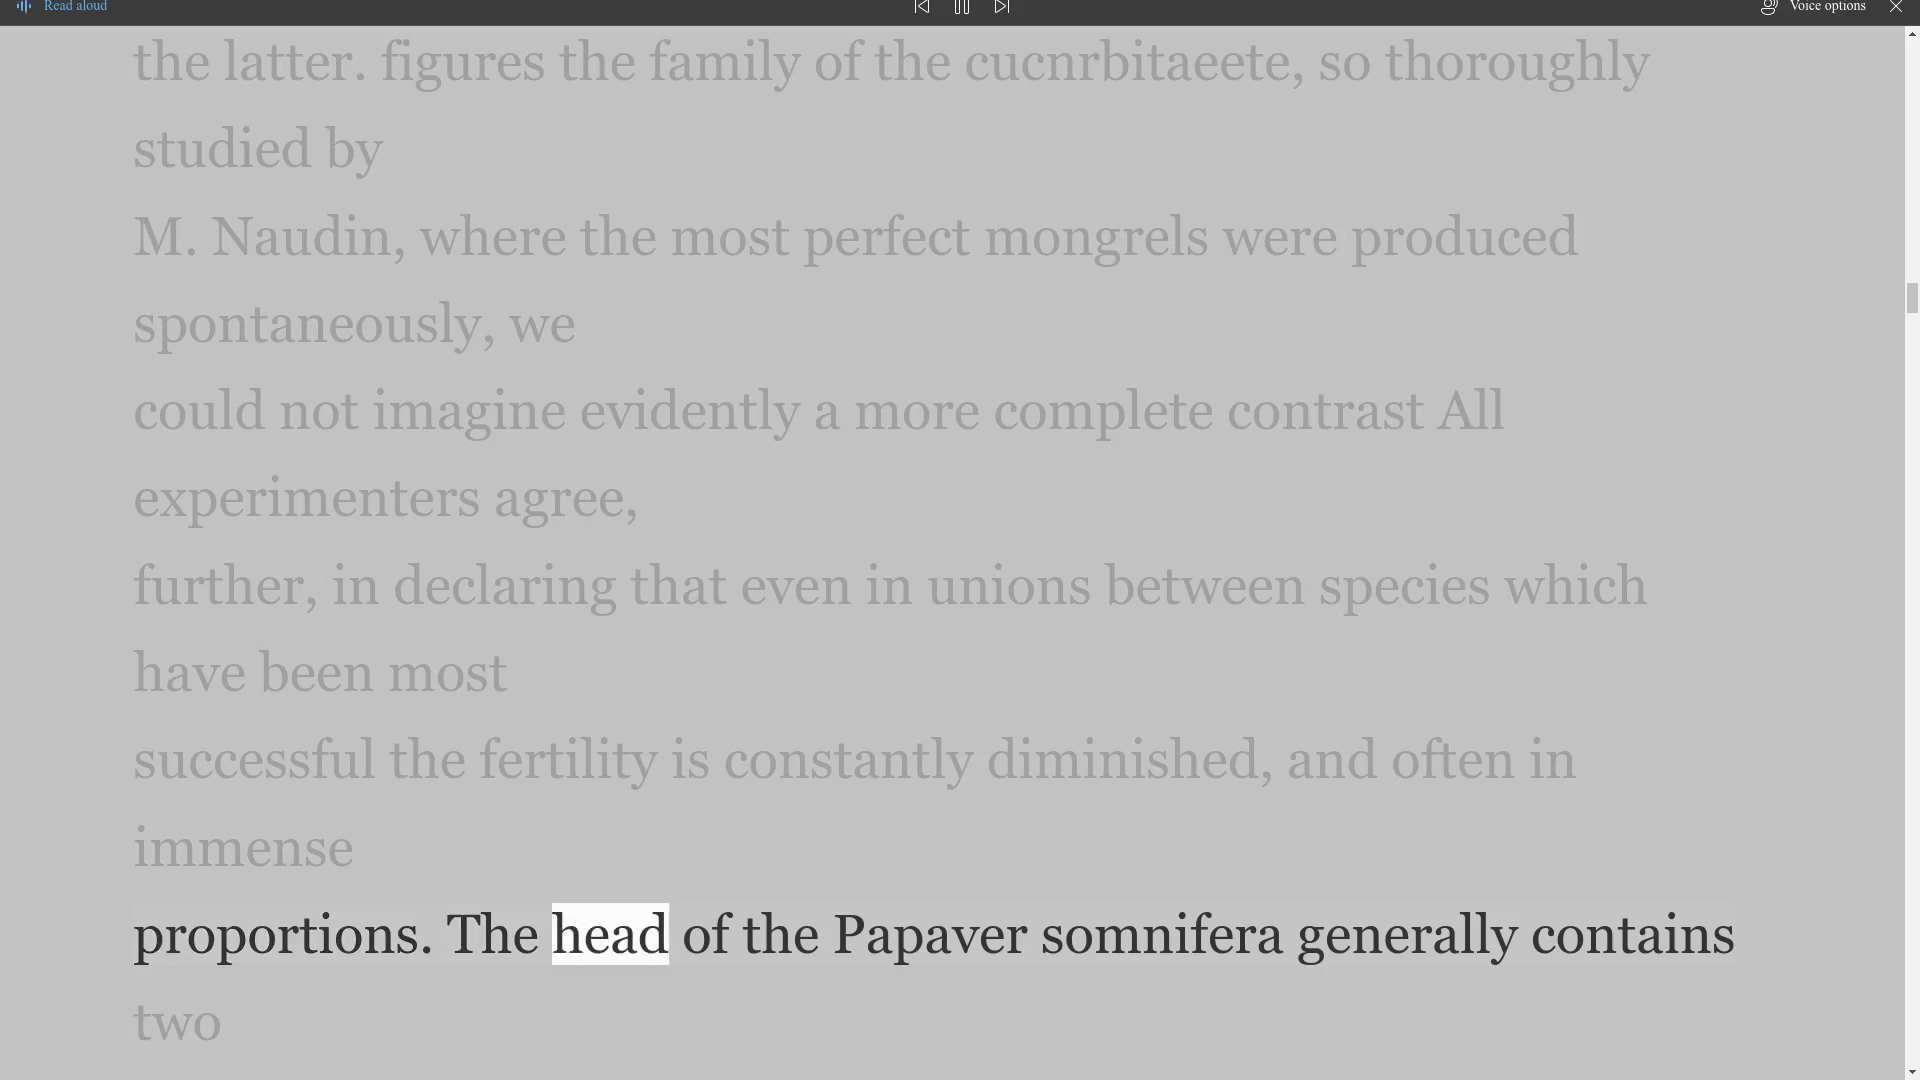 Read aloud
Voice options
the latter. figures the family of the cucnrbitaeete, so thoroughly
studied by
M. Naudin, where the most perfect mongrels were produced
spontaneously, we
could not imagine evidently a more complete contrast All
experimenters agree,
further, in declaring that even in unions between species which
have been most
successful the fertility is constantly diminished, and often in
immense
proportions. The head of the Papaver somnifera generally contains
two